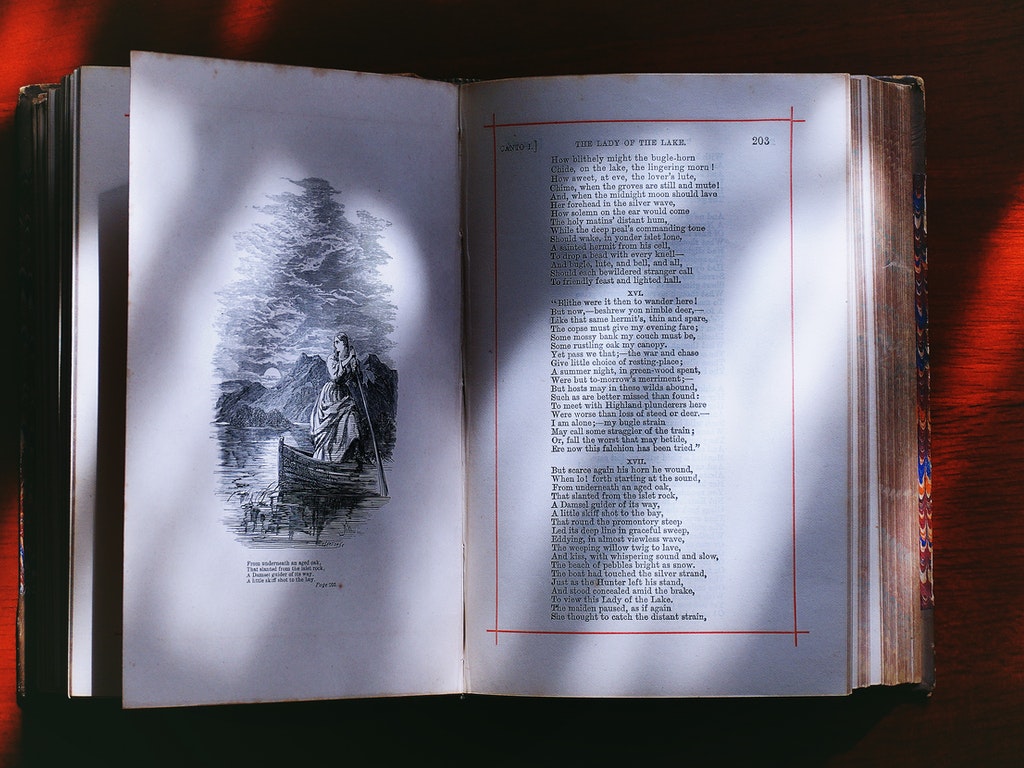 From underneath an aged oak,
That slanted from the islet rock,
A Damsel guider of its way,
A little skiff shot to the bay.
Page 203.
CANTO I.]
THE LADY OF THE LAKE.
203
How blithely might the bugle-horn
Chide, on the lake, the lingering morn!
How sweet, at eve, the lover's lute,
Chime, when the groves are still and mute!
And, when the midnight moon should lave
Her forehead in the silver wave,
How solemn on the ear would come
The holy matins' distant hum,
While the deep peal's commanding tone
Should wake, in yonder islet lone,
A sainted hermit from his cell,
To drop a bead with every knell—
And bugle, lute, and bell, and all,
Should each bewildered stranger call
To friendly feast and lighted hall.
XVI.
"Blithe were it then to wander here!
But now,—beshrew yon nimble deer,—
Like that same hermit's, thin and spare,
The copse must give my evening fare;
Some mossy bank my couch must be,
Some rustling oak my canopy.
Yet pass we that;—the war and chase
Give little choice of resting-place;
A summer night, in green-wood spent,
Were but to-morrow's merriment;—
But hosts may in these wilds abound,
Such as are better missed than found:
To meet with Highland plunderers here
Were worse than loss of steed or deer.—
I am alone;—my bugle strain
May call some straggler of the train;
Or, fall the worst that may betide,
Ere now this falchion has been tried."
XVII.
But scarce again his horn he wound,
When lo! forth starting at the sound,
From underneath an aged oak,
That slanted from the islet rock,
A Damsel guider of its way,
A little skiff shot to the bay,
That round the promontory steep
Led its deep line in graceful sweep,
Eddying, in almost viewless wave,
The weeping willow twig to lave,
And kiss, with whispering sound and slow,
The beach of pebbles bright as snow.
The boat had touched the silver strand,
Just as the Hunter left his stand,
And stood concealed amid the brake,
To view this Lady of the Lake.
The maiden paused, as if again
She thought to catch the distant strain,